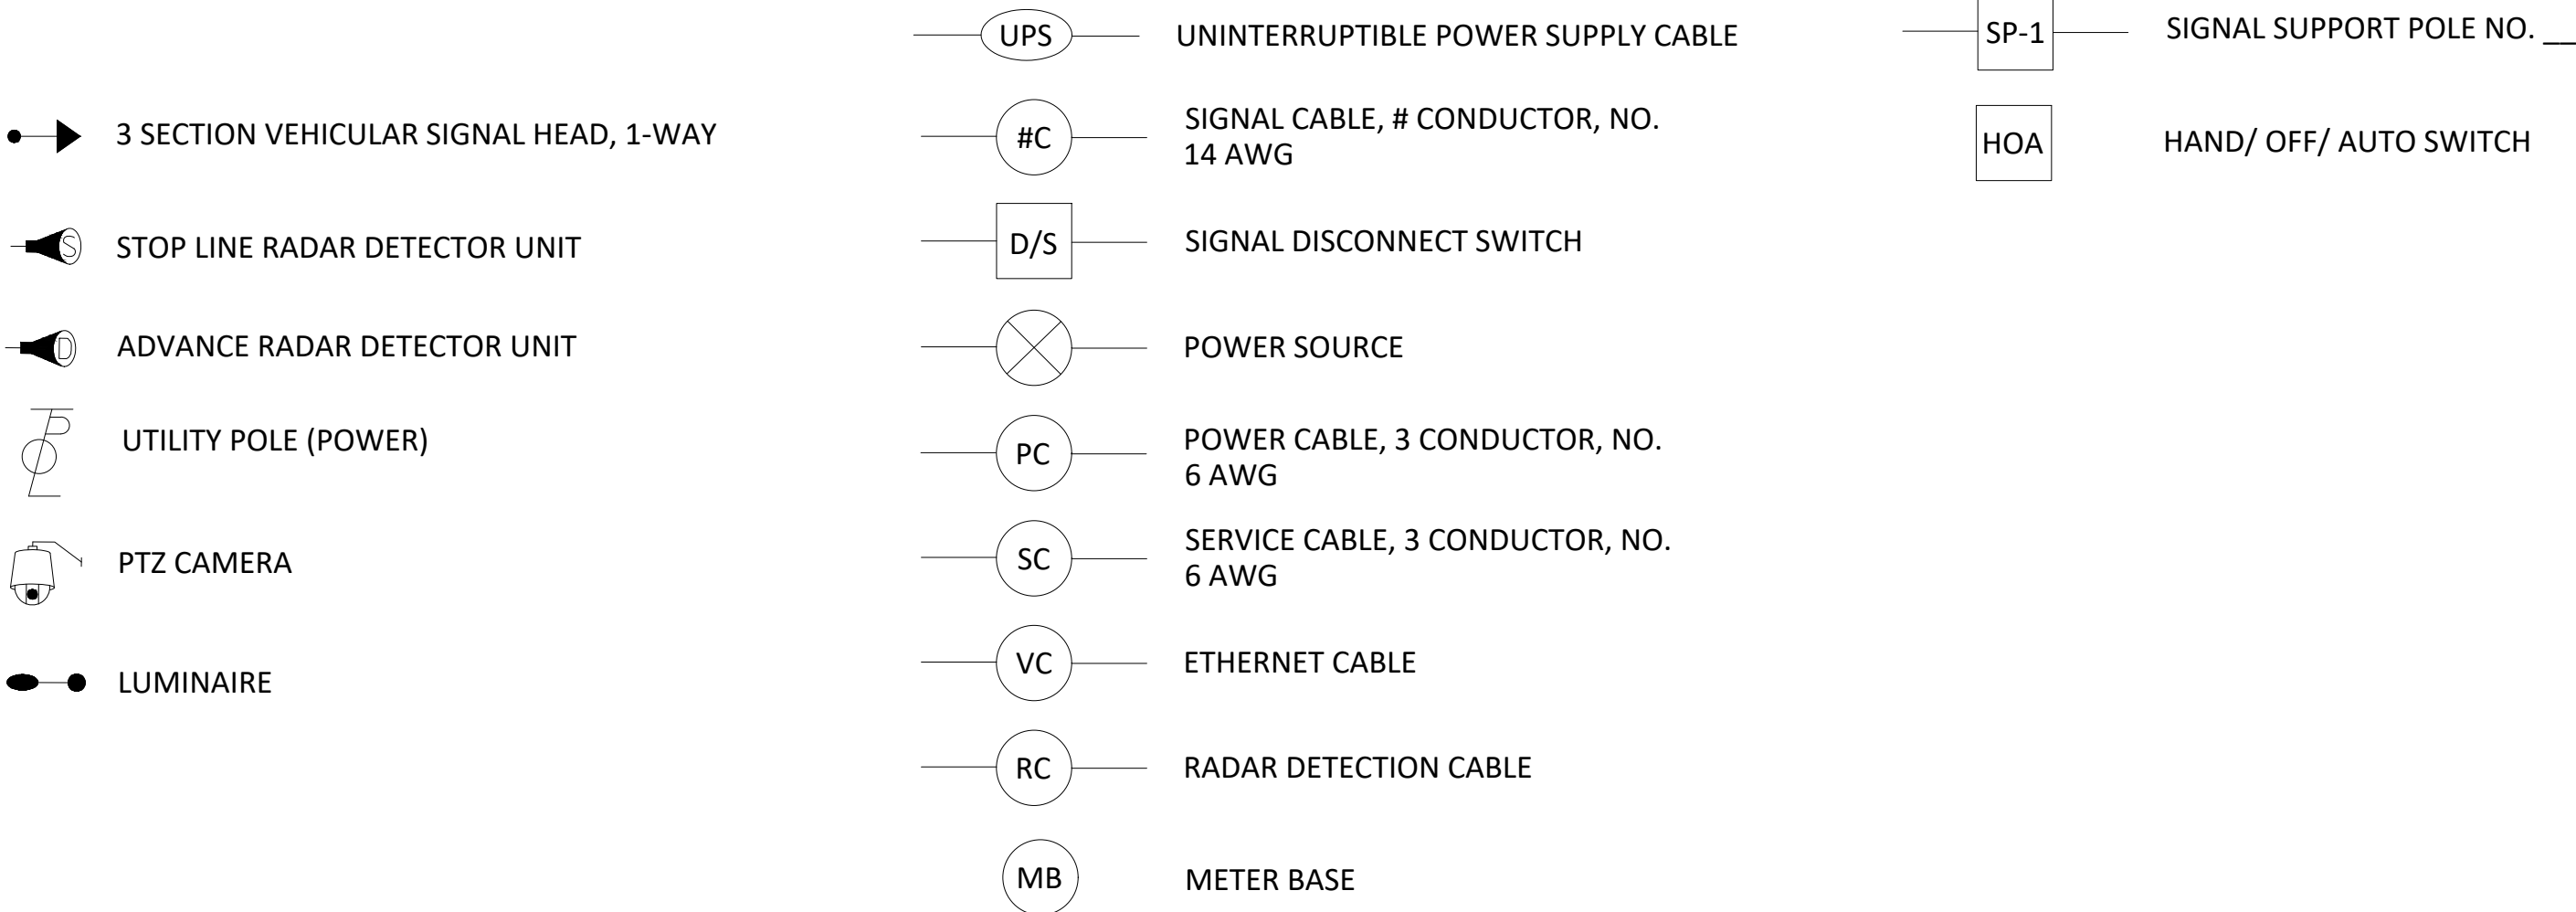 3 SECTION VEHICULAR SIGNAL HEAD, 1-WAY
S
STOP LINE RADAR DETECTOR UNIT
D
ADVANCE RADAR DETECTOR UNIT
P
UTILITY POLE (POWER)
PTZ CAMERA
LUMINAIRE
UPS
UNINTERRUPTIBLE POWER SUPPLY CABLE
#C
SIGNAL CABLE, # CONDUCTOR, NO.
14 AWG
D/S
SIGNAL DISCONNECT SWITCH
POWER SOURCE
PC
POWER CABLE, 3 CONDUCTOR, NO.
6 AWG
SC
SERVICE CABLE, 3 CONDUCTOR, NO.
6 AWG
VC
ETHERNET CABLE
RC
RADAR DETECTION CABLE
MB
METER BASE
SP-1
SIGNAL SUPPORT POLE NO. __
HOA
HAND/ OFF/ AUTO SWITCH